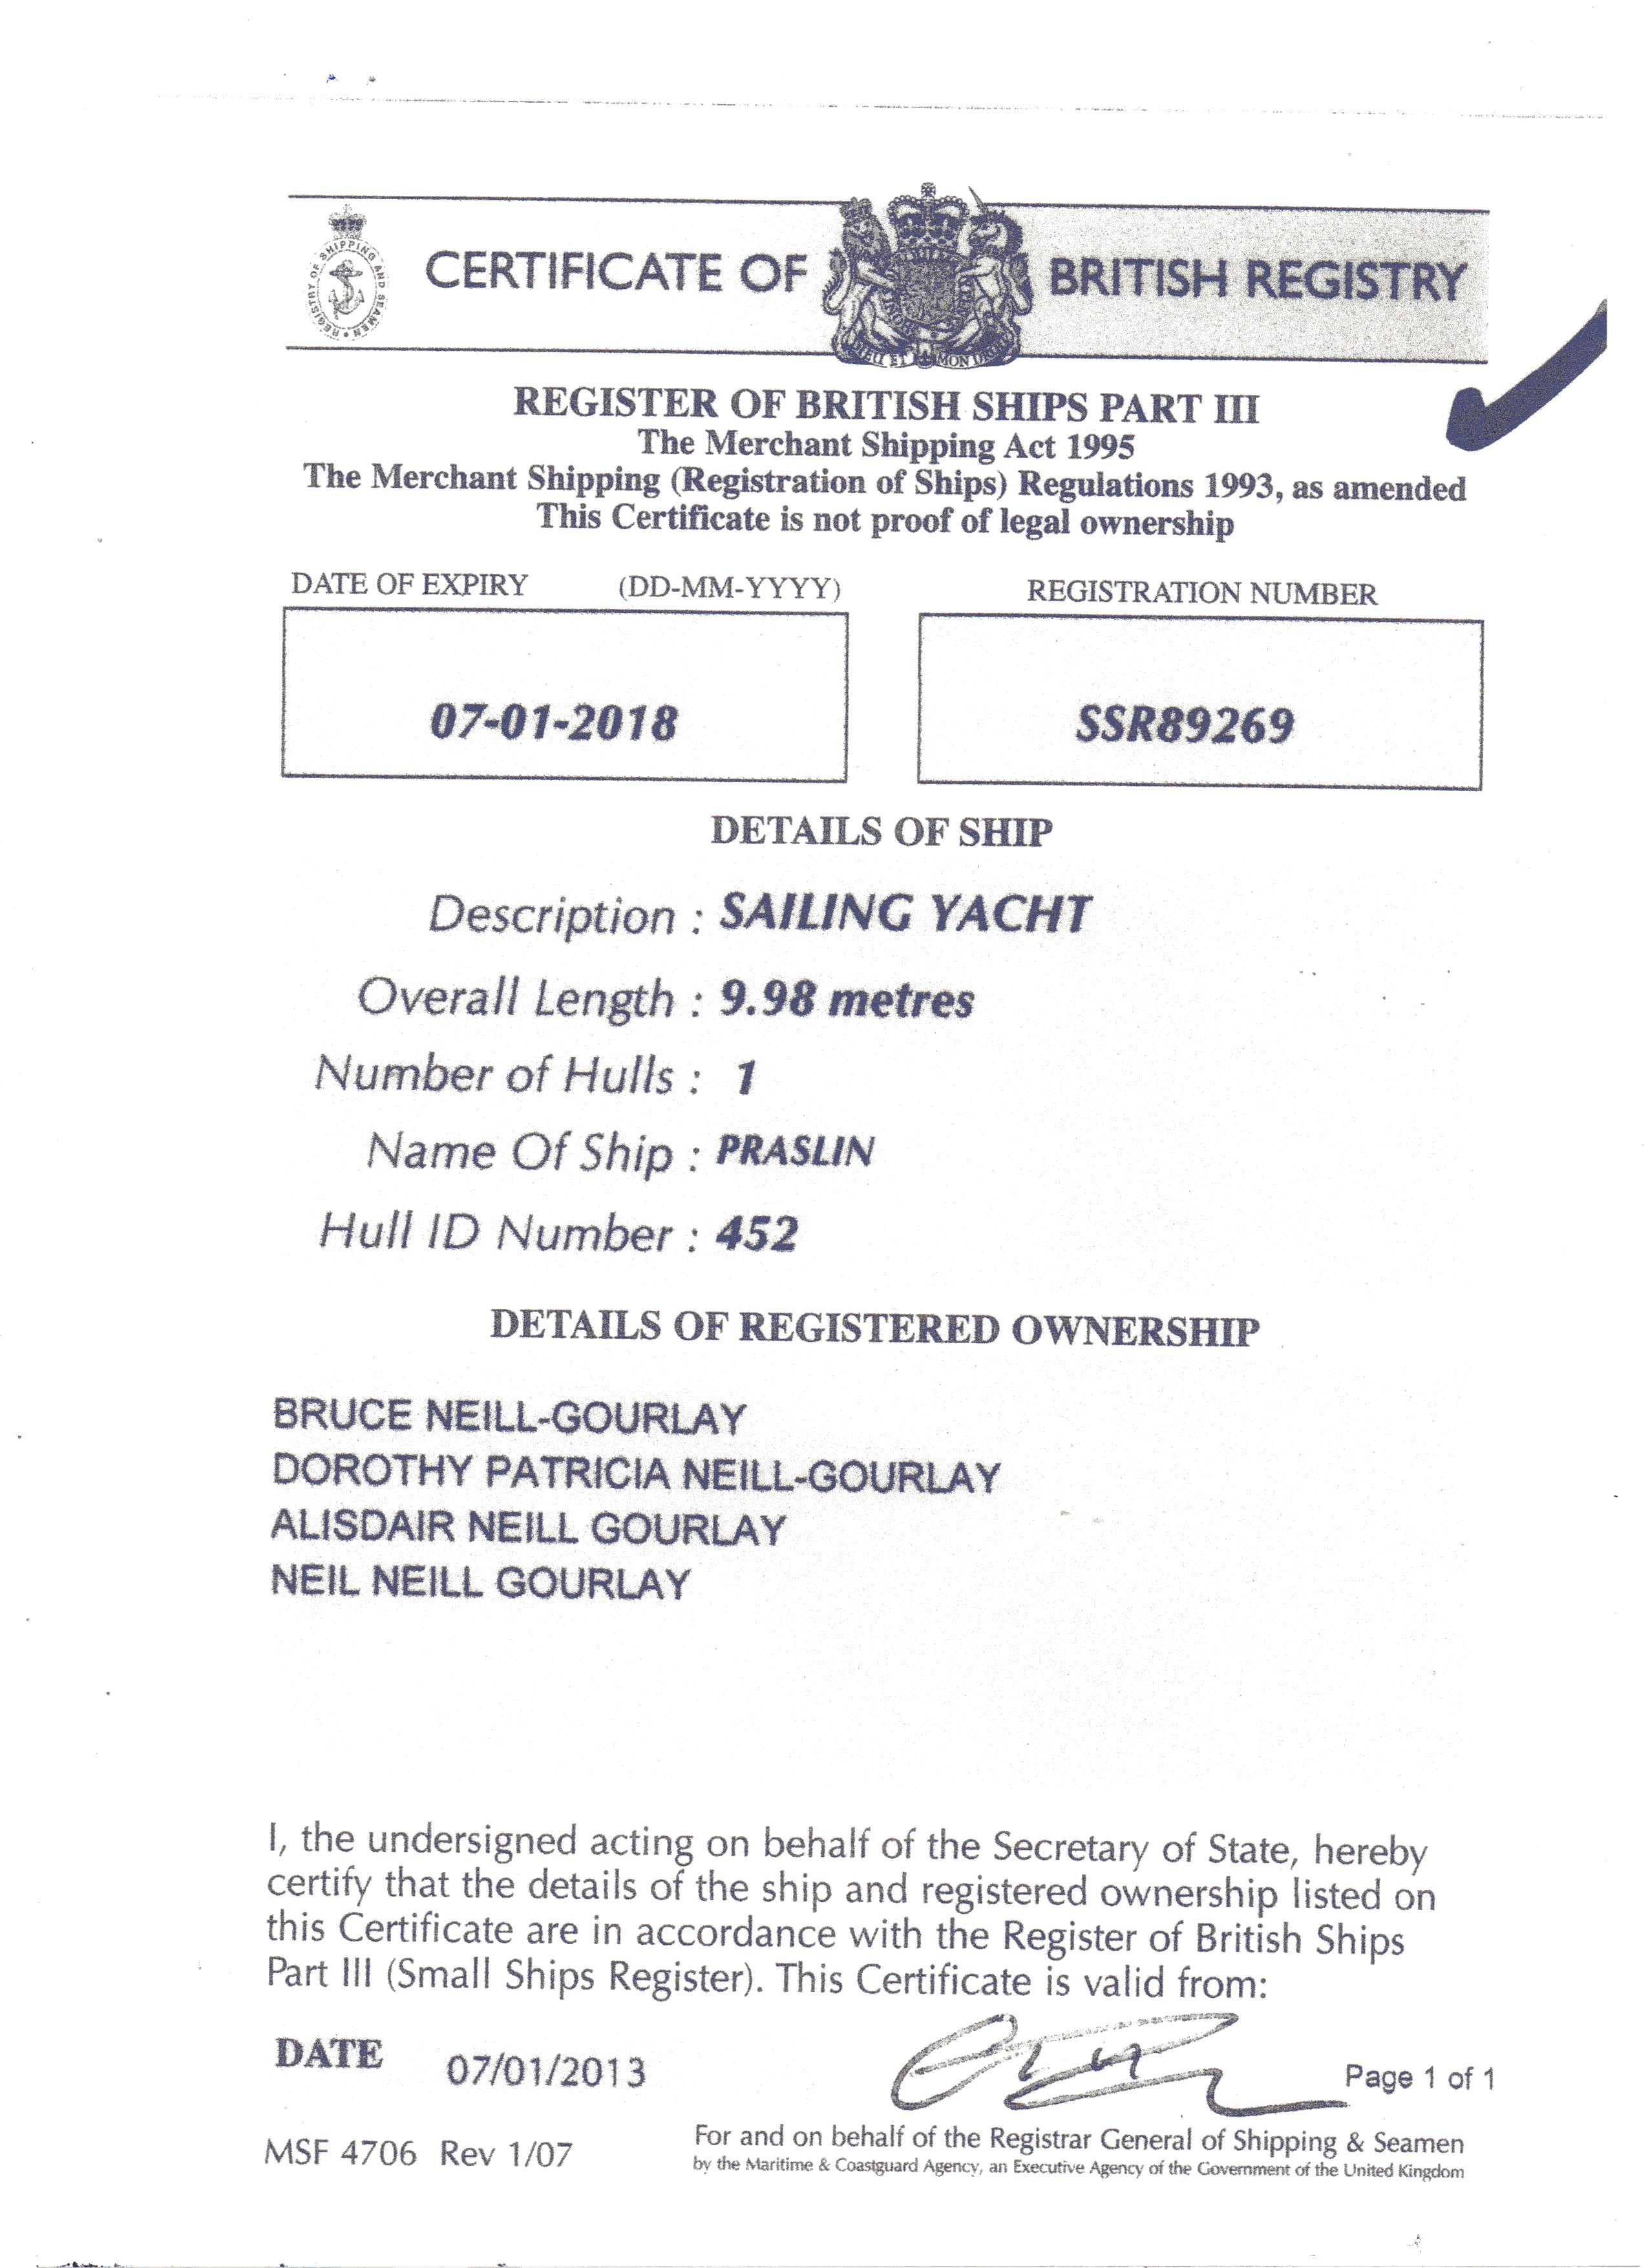 REGISTRY OF SHIPPING AND SEAMEN
CERTIFICATE OF BRITISH REGISTRY
DIEU ET MON DROIT
REGISTER OF BRITISH SHIPS PART III
The Merchant Shipping Act 1995
The Merchant Shipping (Registration of Ships) Regulations 1993, as amended
This Certificate is not proof of legal ownership
DATE OF EXPIRY (DD-MM-YYYY) REGISTRATION NUMBER
07-01-2018 SSR89269
DETAILS OF SHIP
Description : SAILING YACHT
Overall Length : 9.98 metres
Number of Hulls : 1
Name Of Ship : PRASLIN
Hull ID Number : 452
DETAILS OF REGISTERED OWNERSHIP
BRUCE NEILL-GOURLAY
DOROTHY PATRICIA NEILL-GOURLAY
ALISDAIR NEILL GOURLAY
NEIL NEILL GOURLAY
I, the undersigned acting on behalf of the Secretary of State, hereby
certify that the details of the ship and registered ownership listed on
this Certificate are in accordance with the Register of British Ships
Part III (Small Ships Register). This Certificate is valid from:
DATE 07/01/2013
Page 1 of 1
MSF 4706 Rev 1/07
For and on behalf of the Registrar General of Shipping & Seamen
by the Maritime & Coastguard Agency, an Executive Agency of the Government of the United Kingdom